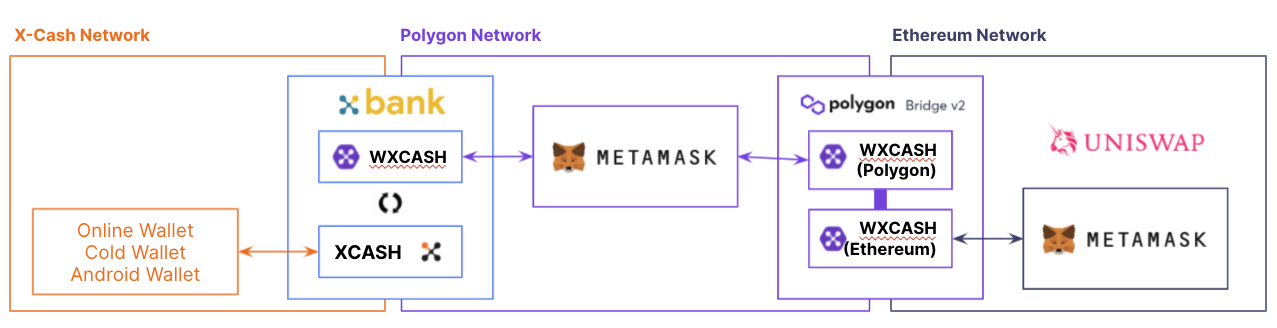 X-Cash Network
Polygon Network
Ethereum Network
bank
WXCASH
XCASH
Online Wallet
Cold Wallet
Android Wallet
METAMASK
polygon Bridge v2
WXCASH
(Polygon)
WXCASH
(Ethereum)
UNISWAP
METAMASK